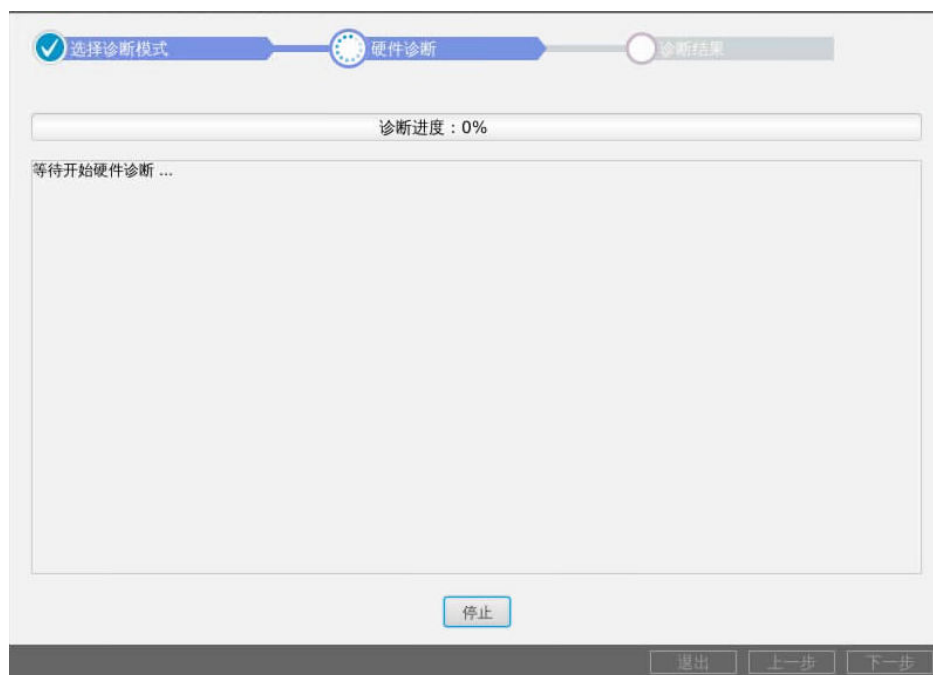 选择诊断模式 硬件诊断 诊断结果
诊断进度：0%
等待开始硬件诊断 ...
停止
退出 上一步 下一步